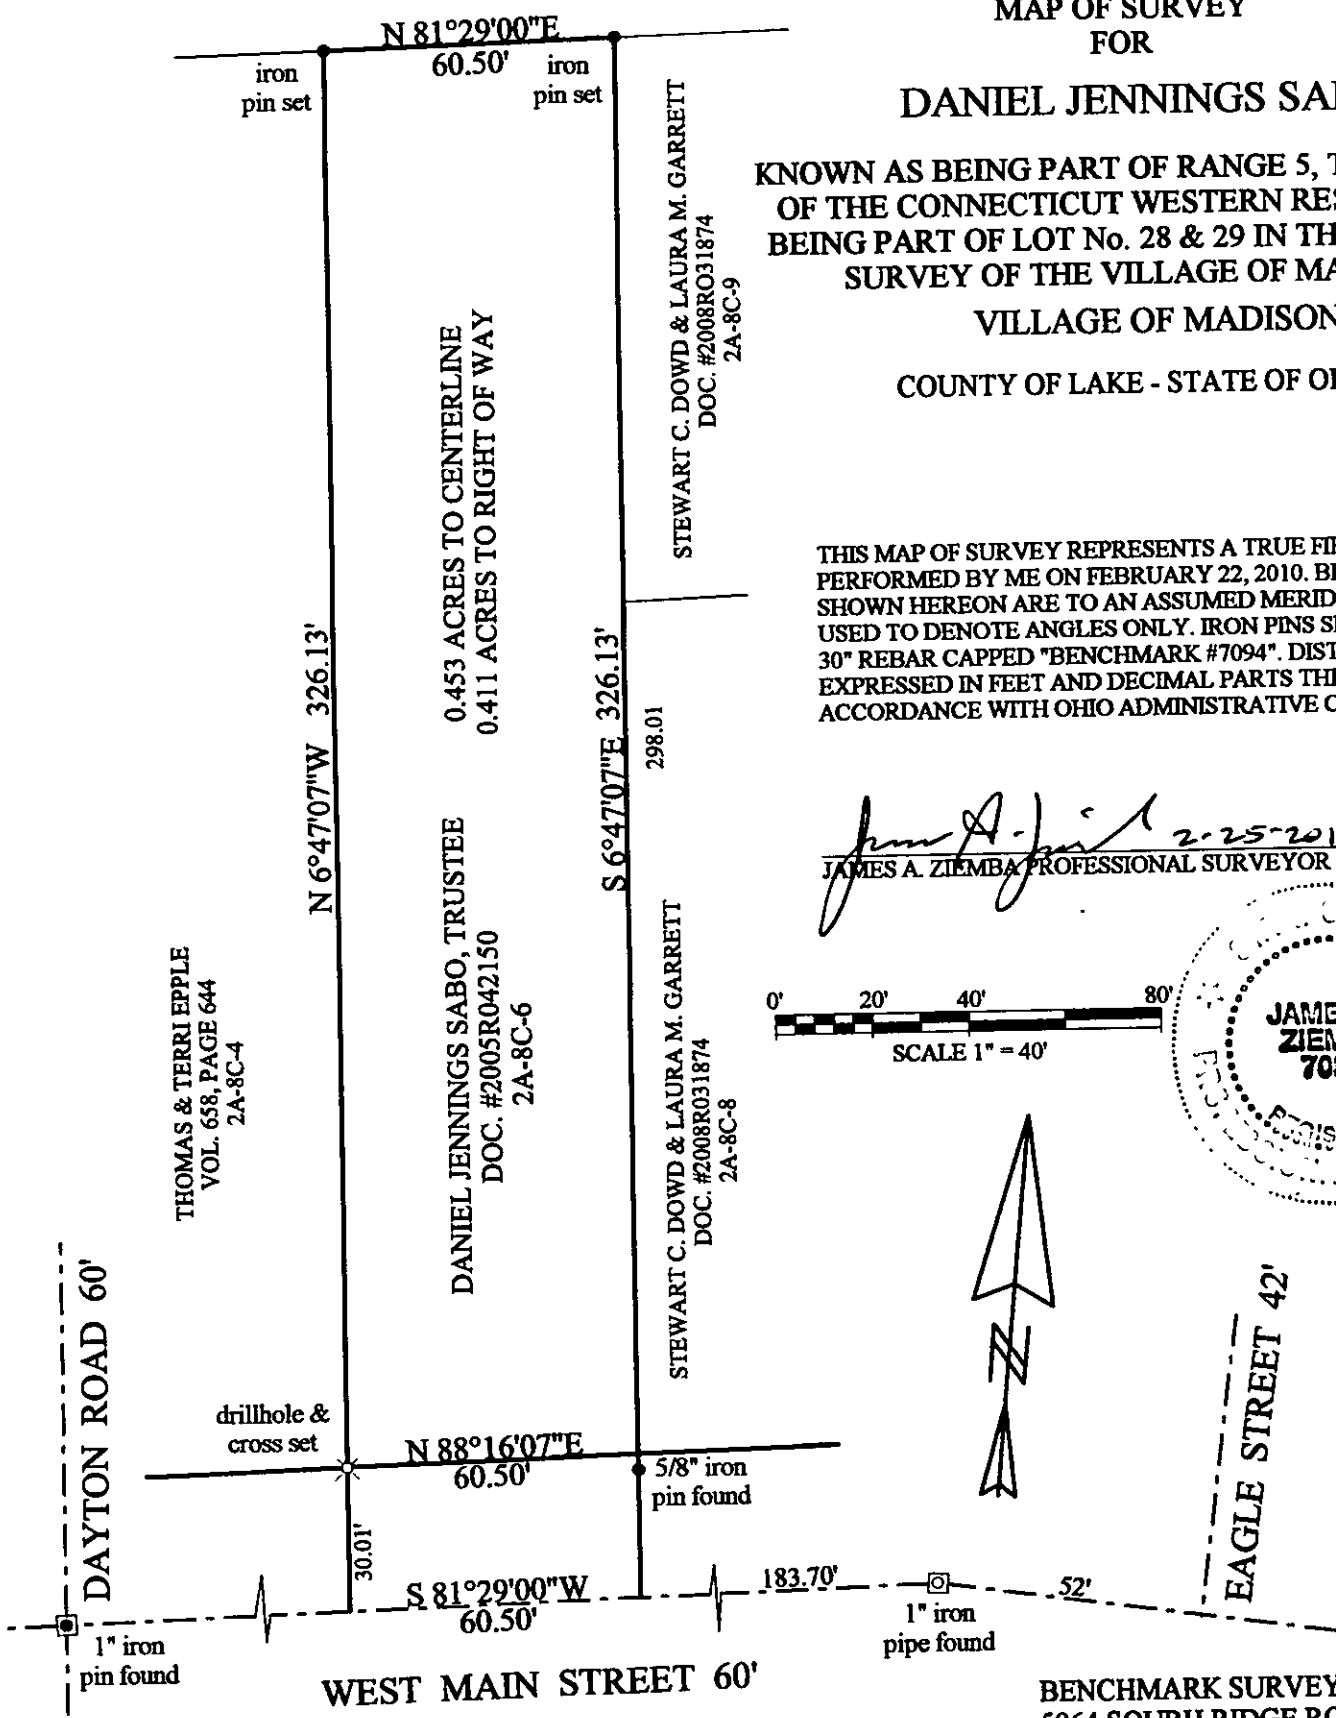 MAP OF SURVEY
FOR
DANIEL JENNINGS
KNOWN AS BEING PART OF RANGE 5,
OF THE CONNECTICUT WESTERN
BEING PART OF LOT No. 28 & 29 IN
SURVEY OF THE VILLAGE OF
VILLAGE OF MADISON
COUNTY OF LAKE - STATE OF
N 81°29'00"E
60.50'
iron
pin set
iron
pin set
STEWART C. DOWD & LAURA M. GARRETT
DOC. #2008RO31874
2A-8C-9
0.453 ACRES TO CENTERLINE
0.411 ACRES TO RIGHT OF WAY
THIS MAP OF SURVEY REPRESENTS A TRUE
PERFORMED BY ME ON FEBRUARY 22, 2010.
SHOWN HEREON ARE TO AN ASSUMED
USED TO DENOTE ANGLES ONLY. IRON PINS
30" REBAR CAPPED "BENCHMARK #7094".
EXPRESSED IN FEET AND DECIMAL PARTS
ACCORDANCE WITH OHIO ADMINISTRATIVE
N 6°47'07"W 326.13'
S 6°47'07"E 326.13'
298.01
2-25-201
JAMES A. ZIEMBA PROFESSIONAL SURVEYOR
0' 20' 40' 80'
SCALE 1" = 40'
THOMAS & TERRI EPPLE
VOL. 658, PAGE 644
2A-8C-4
DANIEL JENNINGS SABO, TRUSTEE
DOC. #2005R042150
2A-8C-6
STEWART C. DOWD & LAURA M. GARRETT
DOC. #2008R031874
2A-8C-8
N
DAYTON ROAD 60'
EAGLE STREET 42'
drillhole &
cross set
N 88°16'07"E
60.50'
5/8" iron
pin found
30.01'
S 81°29'00"W
60.50'
183.70'
52'
1" iron
pin found
1" iron
pipe found
WEST MAIN STREET 60'
BENCHMARK